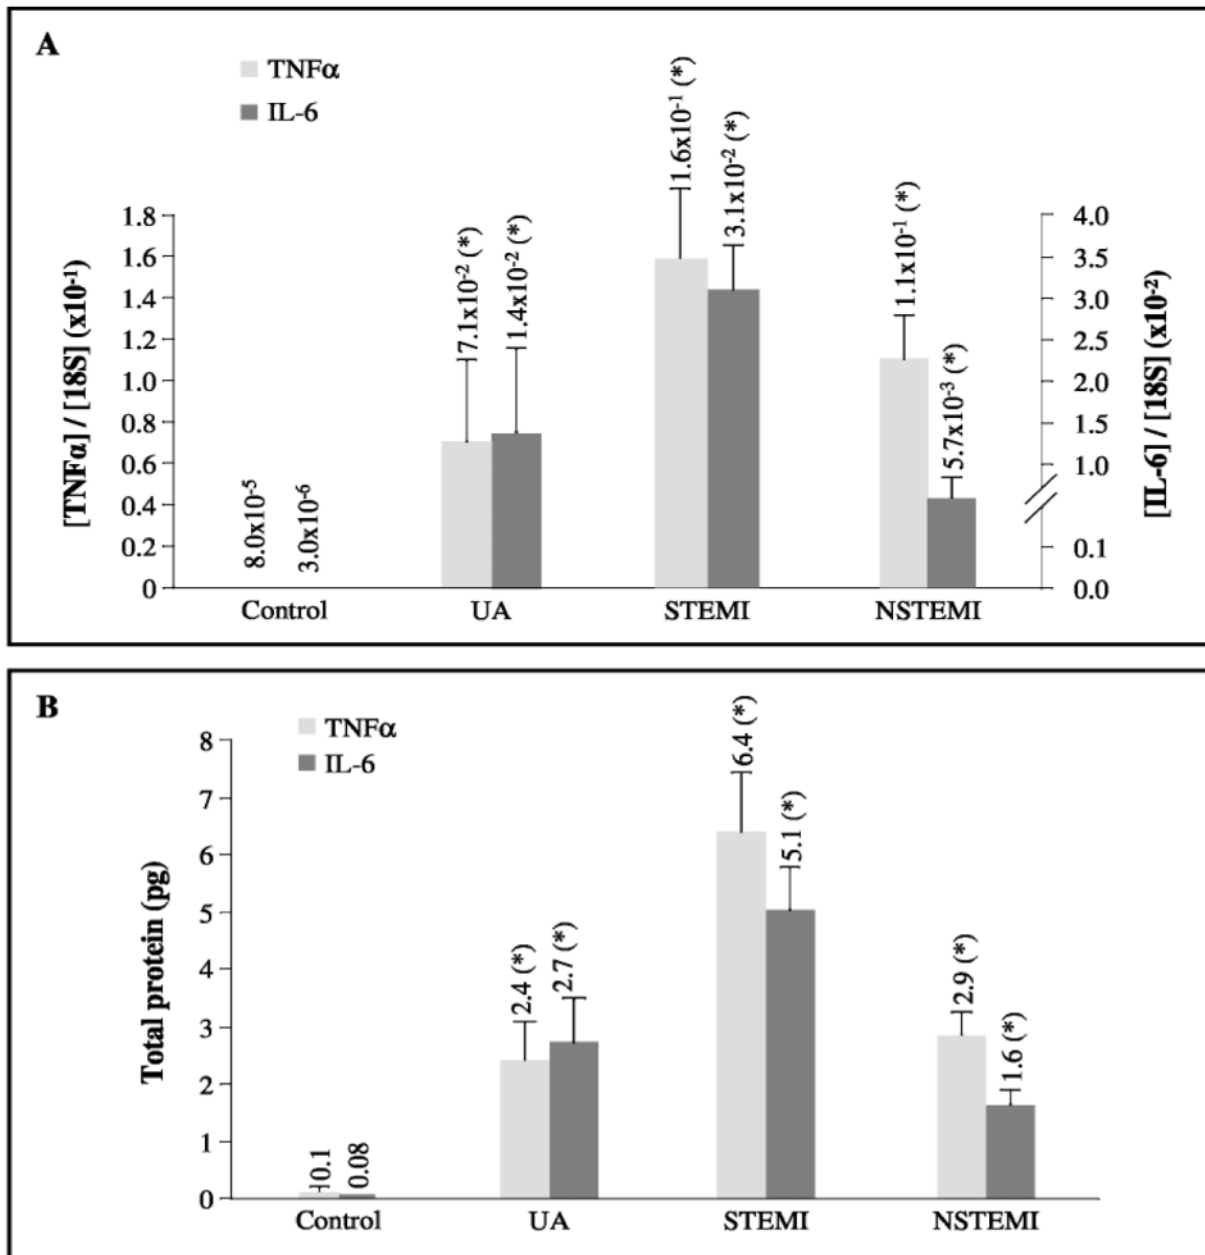 A
TNFα
IL-6
[TNFα] / [18S] (x10⁻¹)
1.8
1.6
1.4
1.2
1.0
0.8
0.6
0.4
0.2
0
8.0x10⁻⁵
3.0x10⁻⁶
7.1x10⁻² (*)
1.4x10⁻² (*)
1.6x10⁻¹ (*)
3.1x10⁻² (*)
1.1x10⁻¹ (*)
5.7x10⁻³ (*)
4.0
3.5
3.0
2.5
2.0
1.5
1.0
0.1
0.0
[IL-6] / [18S] (x10⁻²)
Control
UA
STEMI
NSTEMI
B
TNFα
IL-6
Total protein (pg)
8
7
6
5
4
3
2
1
0
0.1
0.08
2.4 (*)
2.7 (*)
6.4 (*)
5.1 (*)
2.9 (*)
1.6 (*)
Control
UA
STEMI
NSTEMI